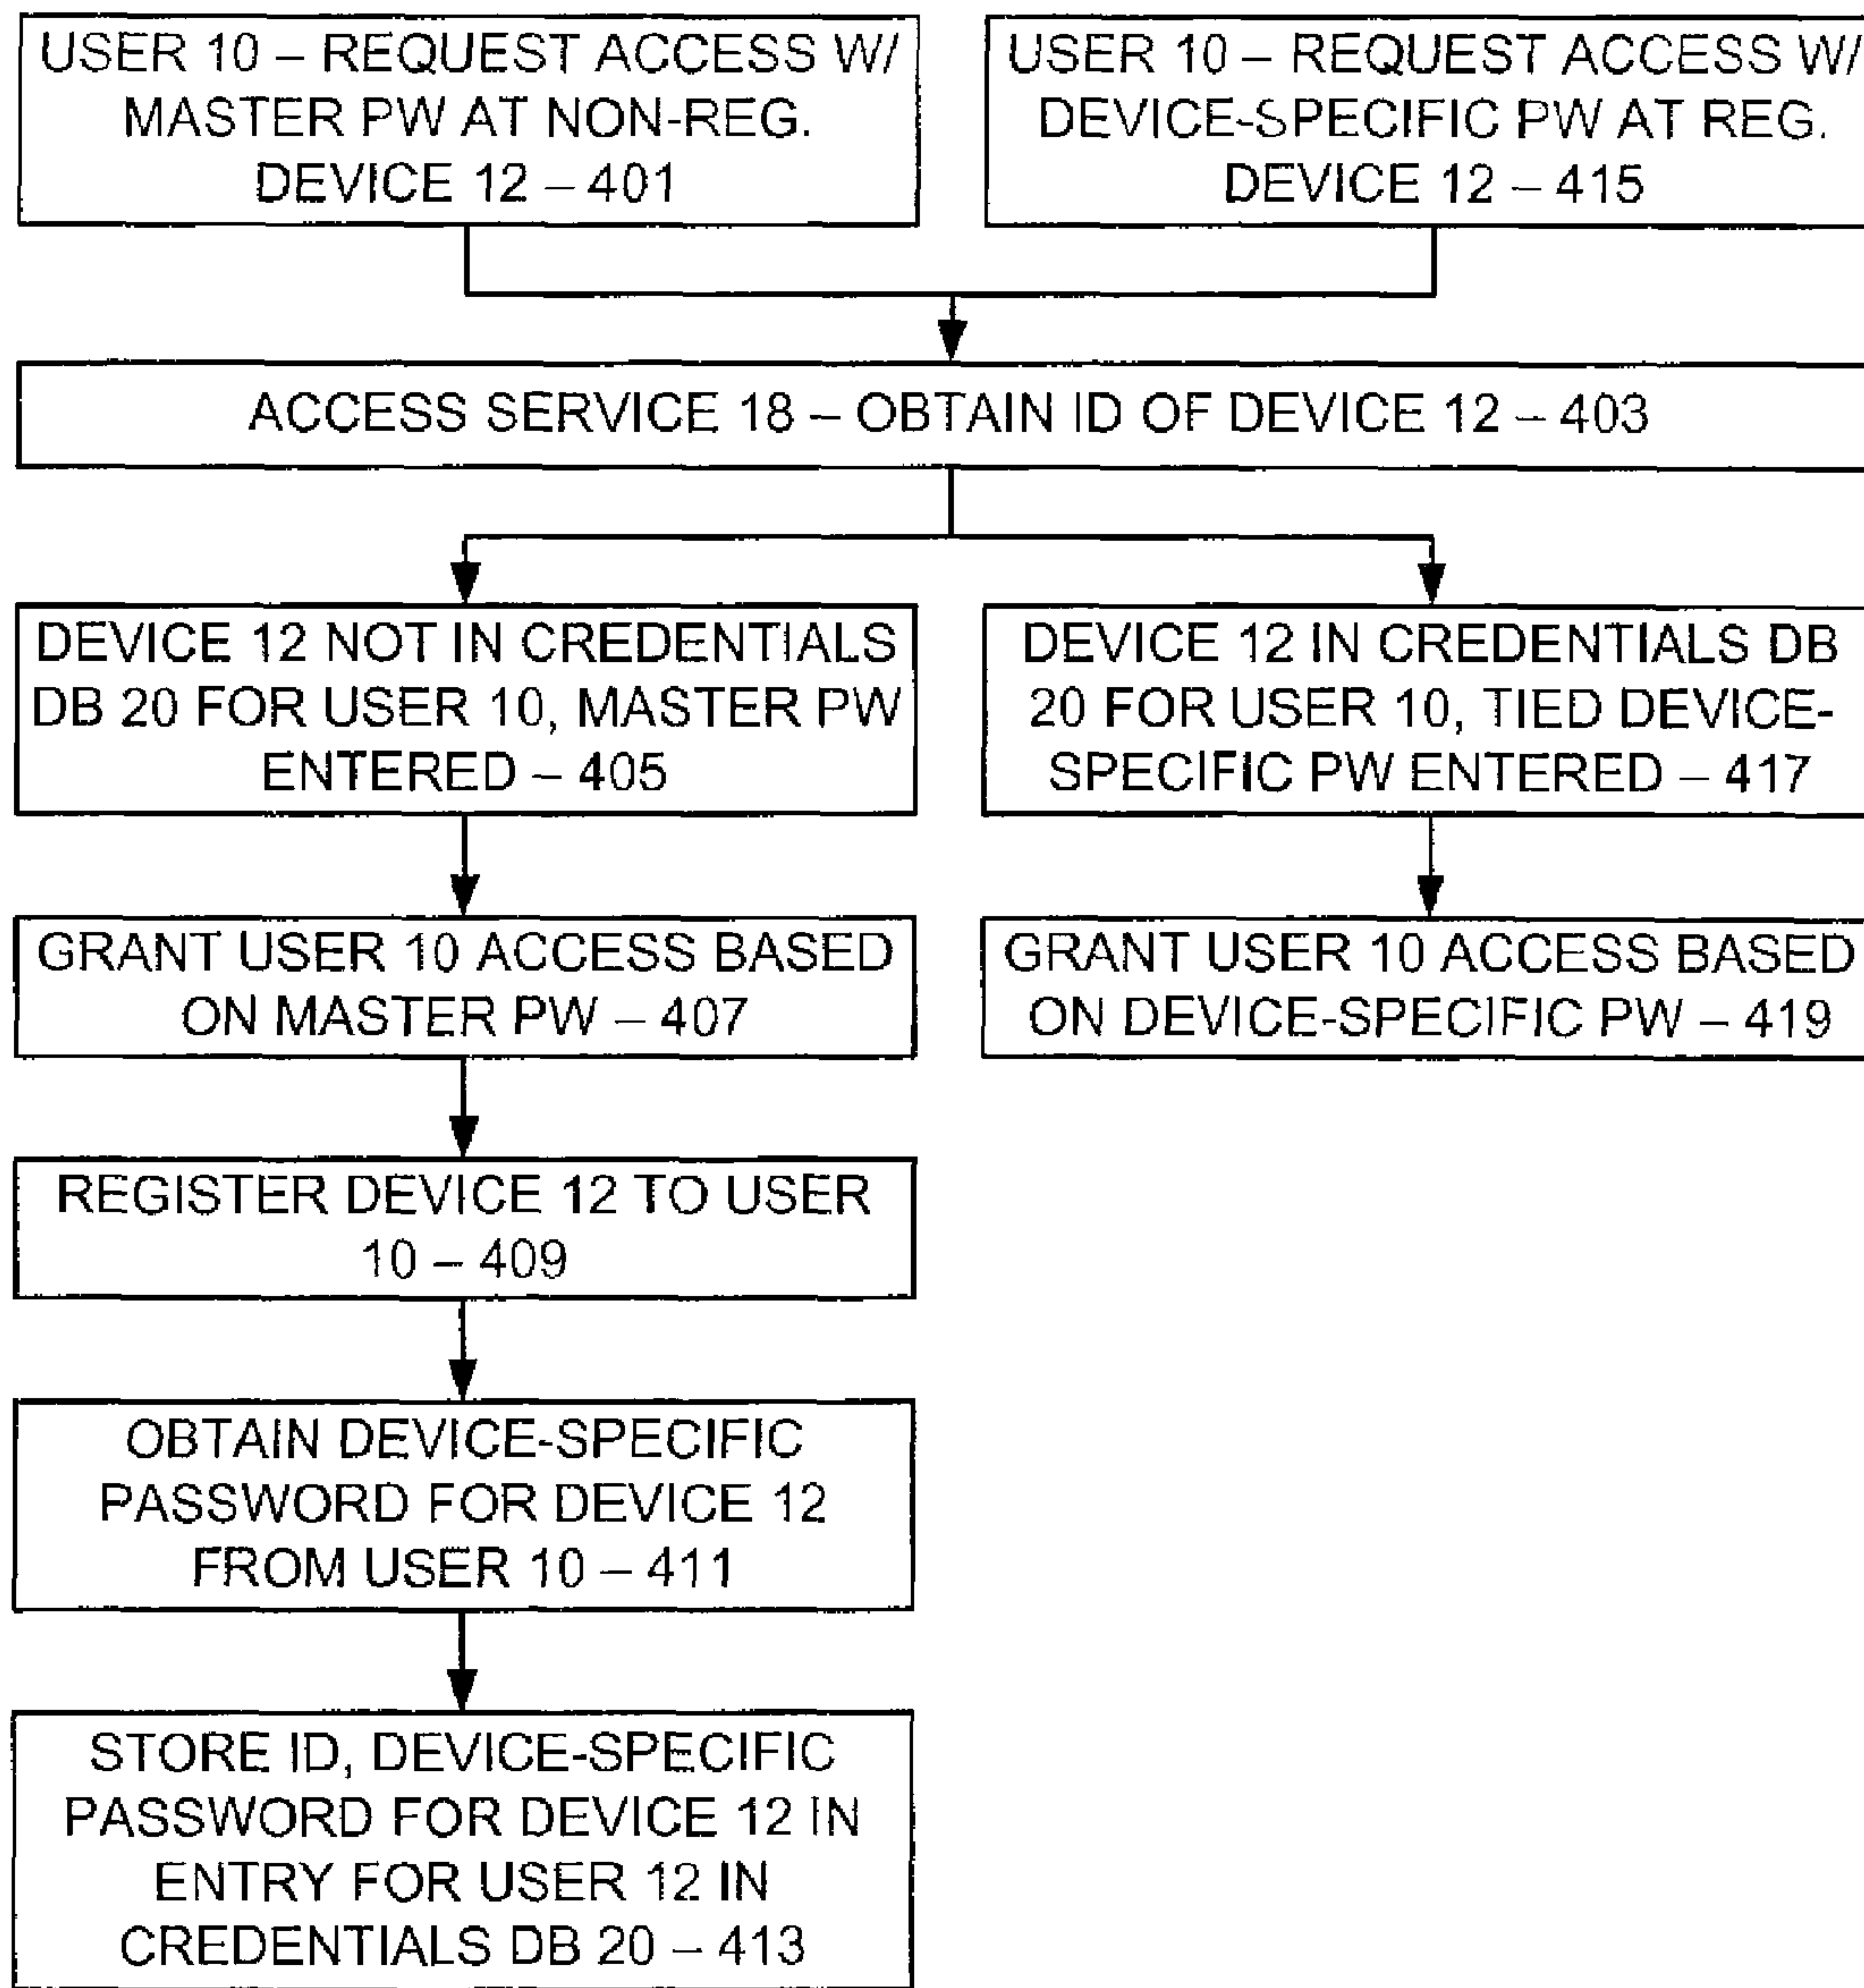 USER 10 – REQUEST ACCESS W/
MASTER PW AT NON-REG.
DEVICE 12 – 401
USER 10 – REQUEST ACCESS W/
DEVICE-SPECIFIC PW AT REG.
DEVICE 12 – 415
ACCESS SERVICE 18 – OBTAIN ID OF DEVICE 12 – 403
DEVICE 12 NOT IN CREDENTIALS
DB 20 FOR USER 10, MASTER PW
ENTERED – 405
DEVICE 12 IN CREDENTIALS DB
20 FOR USER 10, TIED DEVICE-
SPECIFIC PW ENTERED – 417
GRANT USER 10 ACCESS BASED
ON MASTER PW – 407
GRANT USER 10 ACCESS BASED
ON DEVICE-SPECIFIC PW – 419
REGISTER DEVICE 12 TO USER
10 – 409
OBTAIN DEVICE-SPECIFIC
PASSWORD FOR DEVICE 12
FROM USER 10 – 411
STORE ID, DEVICE-SPECIFIC
PASSWORD FOR DEVICE 12 IN
ENTRY FOR USER 12 IN
CREDENTIALS DB 20 – 413